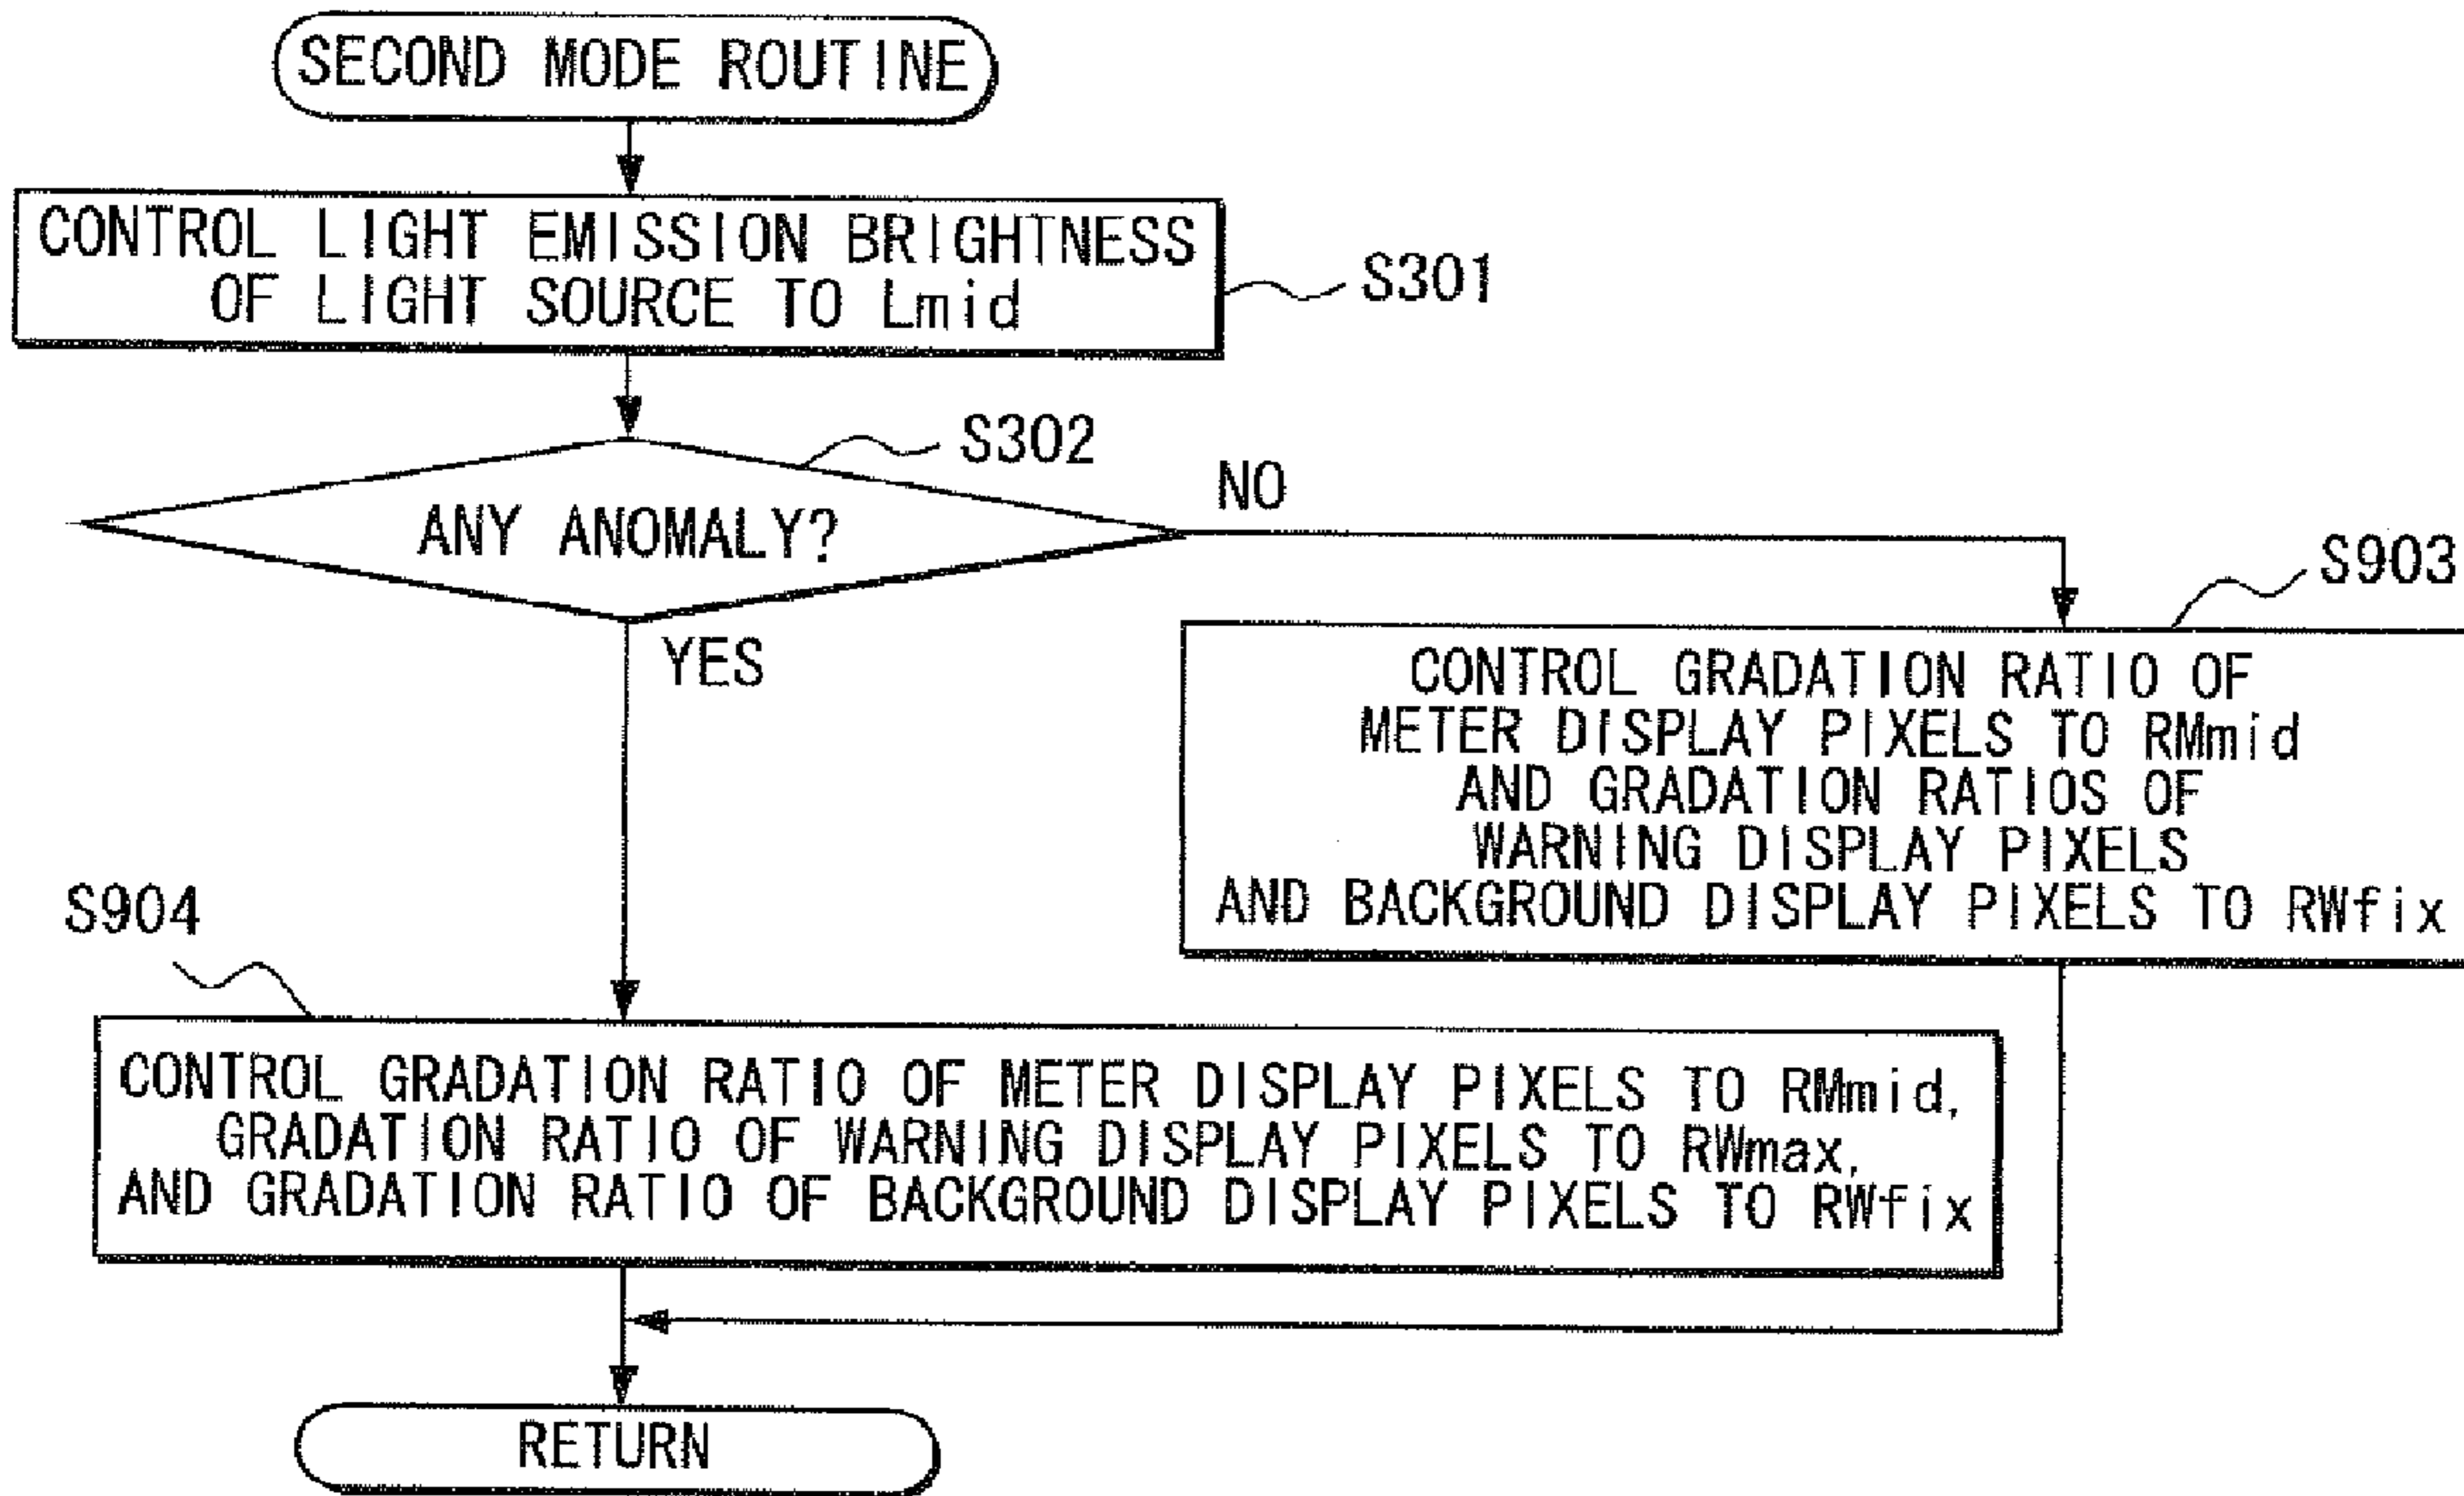 SECOND MODE ROUTINE
CONTROL LIGHT EMISSION BRIGHTNESS
OF LIGHT SOURCE TO Lmid
S301
S302
ANY ANOMALY?
NO
YES
S903
CONTROL GRADATION RATIO OF
METER DISPLAY PIXELS TO RMmid
AND GRADATION RATIOS OF
WARNING DISPLAY PIXELS
AND BACKGROUND DISPLAY PIXELS TO RWfix
S904
CONTROL GRADATION RATIO OF METER DISPLAY PIXELS TO RMmid,
GRADATION RATIO OF WARNING DISPLAY PIXELS TO RWmax,
AND GRADATION RATIO OF BACKGROUND DISPLAY PIXELS TO RWfix
RETURN